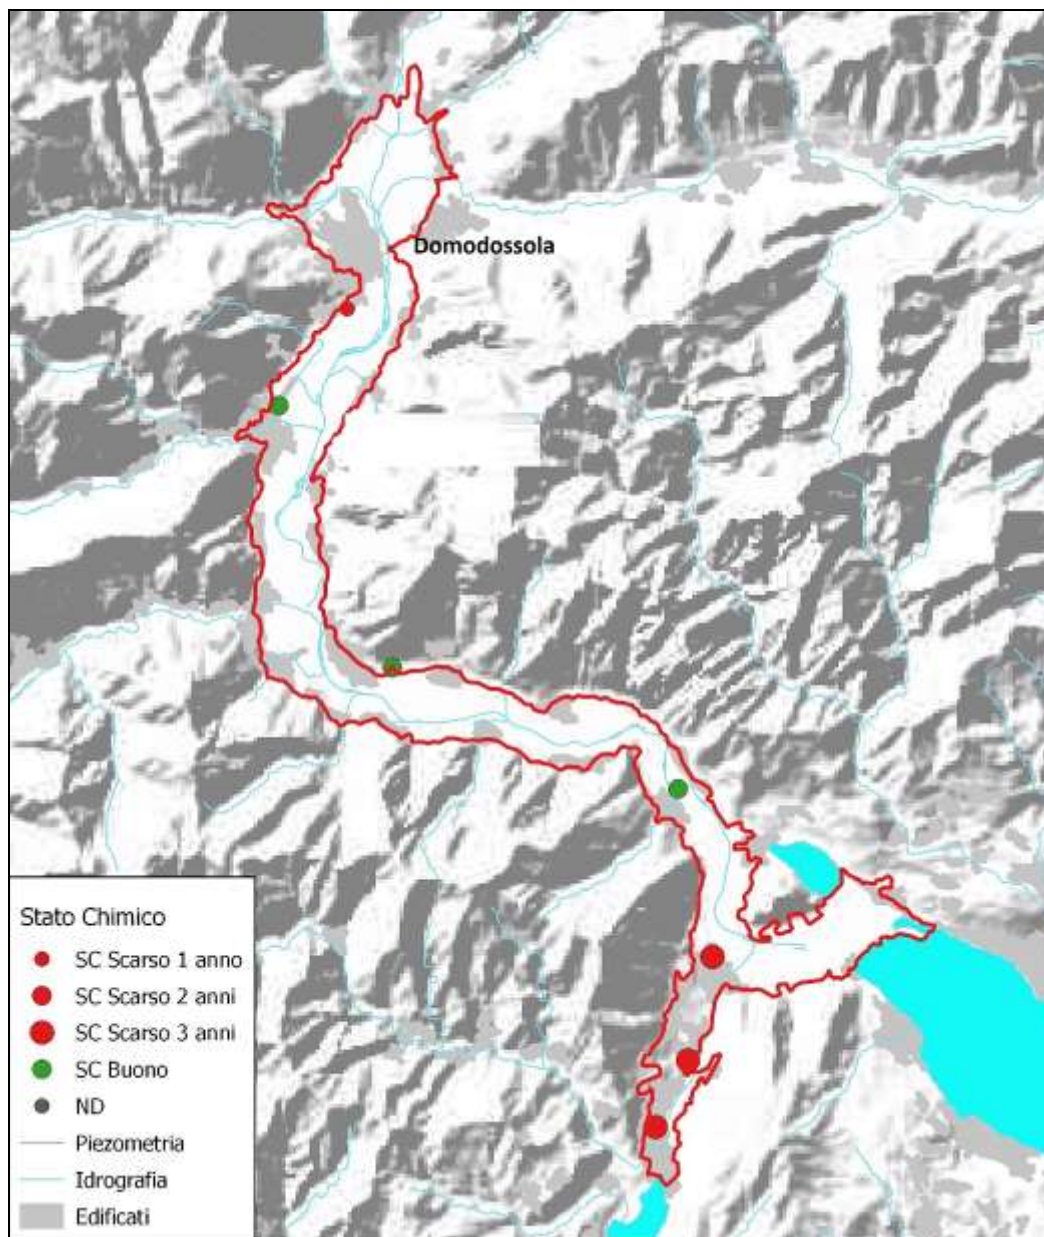 Domodossola
Stato Chimico
SC Scarso 1 anno
SC Scarso 2 anni
SC Scarso 3 anni
SC Buono
ND
Piezometria
Idrografia
Edificati